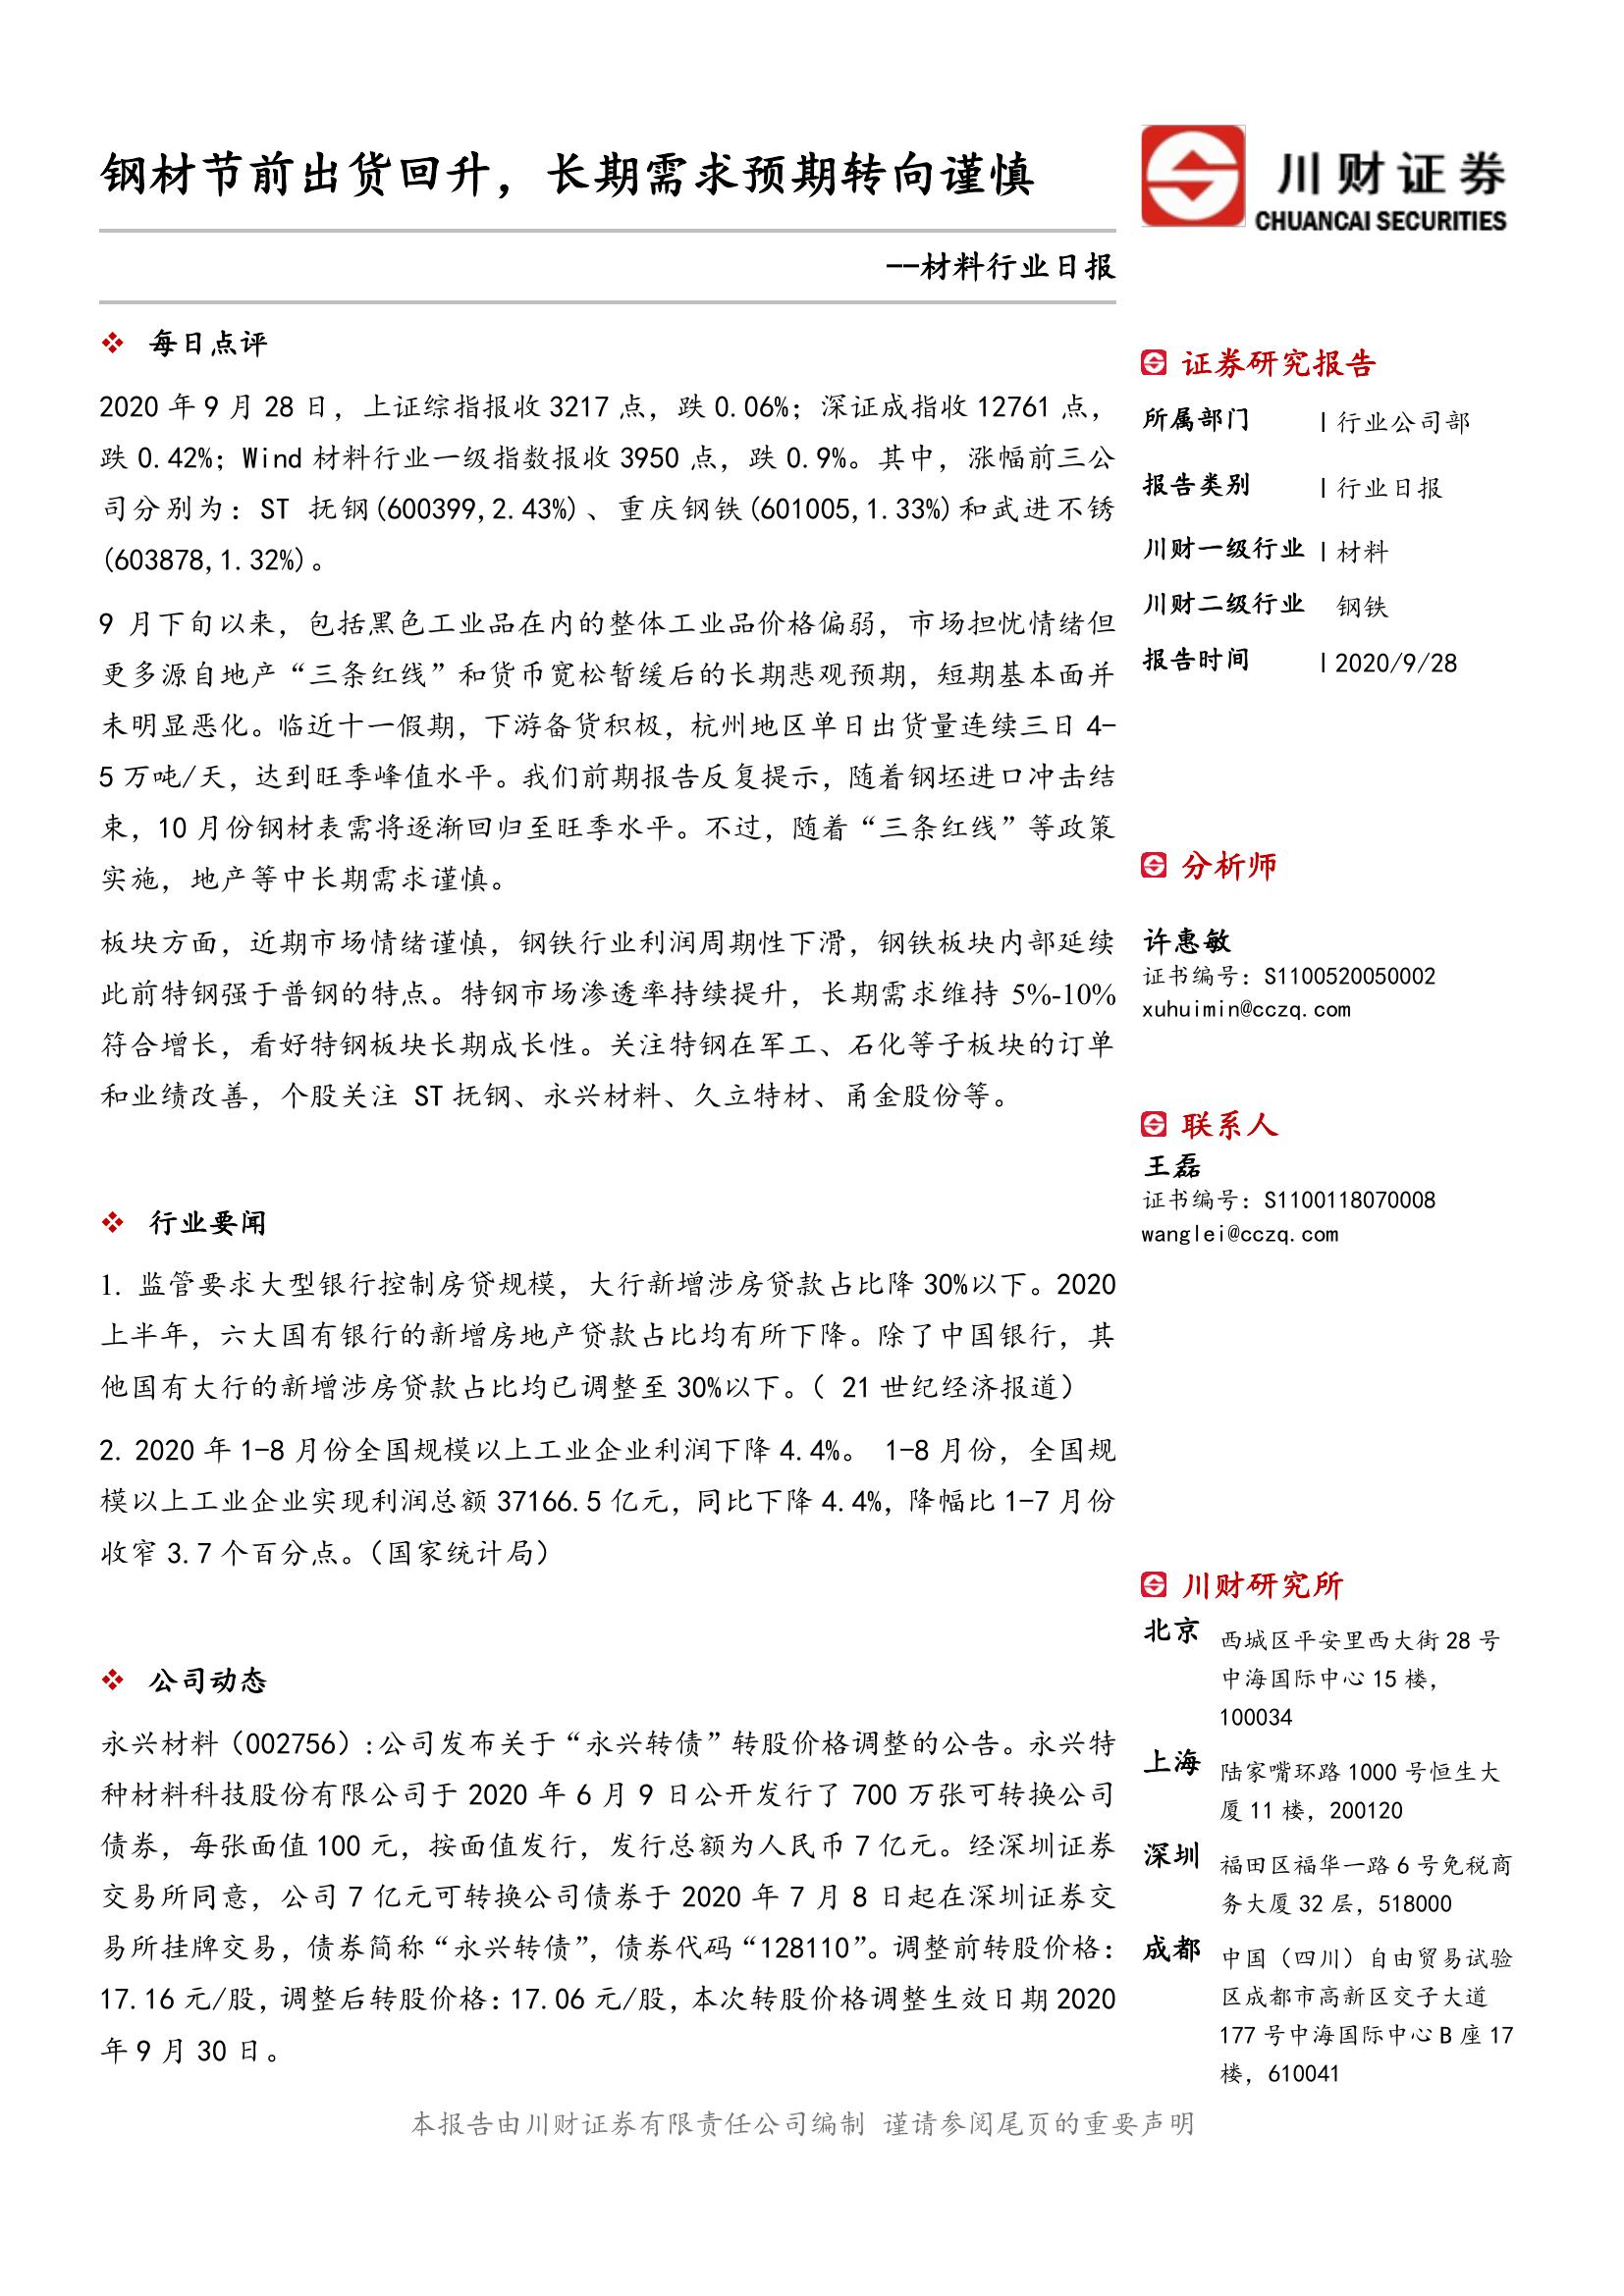 钢材节前出货回升，长期需求预期转向谨慎
--材料行业日报
每日点评
2020 年 9 月 28 日，上证综指报收 3217 点，跌 0.06%；深证成指收 12761 点，
跌 0.42%；Wind 材料行业一级指数报收 3950 点，跌 0.9%。其中，涨幅前三公
司分别为：ST 抚钢(600399,2.43%)、重庆钢铁(601005,1.33%)和武进不锈
(603878,1.32%)。
9 月下旬以来，包括黑色工业品在内的整体工业品价格偏弱，市场担忧情绪但
更多源自地产“三条红线”和货币宽松暂缓后的长期悲观预期，短期基本面并
未明显恶化。临近十一假期，下游备货积极，杭州地区单日出货量连续三日 4-
5 万吨/天，达到旺季峰值水平。我们前期报告反复提示，随着钢坯进口冲击结
束，10 月份钢材表需将逐渐回归至旺季水平。不过，随着“三条红线”等政策
实施，地产等中长期需求谨慎。
板块方面，近期市场情绪谨慎，钢铁行业利润周期性下滑，钢铁板块内部延续
此前特钢强于普钢的特点。特钢市场渗透率持续提升，长期需求维持 5%-10%
符合增长，看好特钢板块长期成长性。关注特钢在军工、石化等子板块的订单
和业绩改善，个股关注 ST 抚钢、永兴材料、久立特材、甬金股份等。
行业要闻
1. 监管要求大型银行控制房贷规模，大行新增涉房贷款占比降 30%以下。2020
上半年，六大国有银行的新增房地产贷款占比均有所下降。除了中国银行，其
他国有大行的新增涉房贷款占比均已调整至 30%以下。（ 21 世纪经济报道）
2. 2020 年 1-8 月份全国规模以上工业企业利润下降 4.4%。 1-8 月份，全国规
模以上工业企业实现利润总额 37166.5 亿元，同比下降 4.4%，降幅比 1-7 月份
收窄 3.7 个百分点。（国家统计局）
公司动态
永兴材料（002756）:公司发布关于“永兴转债”转股价格调整的公告。永兴特
种材料科技股份有限公司于 2020 年 6 月 9 日公开发行了 700 万张可转换公司
债券，每张面值 100 元，按面值发行，发行总额为人民币 7 亿元。经深圳证券
交易所同意，公司 7 亿元可转换公司债券于 2020 年 7 月 8 日起在深圳证券交
易所挂牌交易，债券简称“永兴转债”，债券代码“128110”。调整前转股价格：
17.16 元/股，调整后转股价格：17.06 元/股，本次转股价格调整生效日期 2020
年 9 月 30 日。
川财证券
CHUANCAI SECURITIES
证券研究报告
所属部门 | 行业公司部
报告类别 | 行业日报
川财一级行业 | 材料
川财二级行业 钢铁
报告时间 | 2020/9/28
分析师
许惠敏
证书编号：S1100520050002
xuhuimin@cczq.com
联系人
王磊
证书编号：S1100118070008
wanglei@cczq.com
川财研究所
北京 西城区平安里西大街 28 号
中海国际中心 15 楼，
100034
上海 陆家嘴环路 1000 号恒生大
厦 11 楼，200120
深圳 福田区福华一路 6 号免税商
务大厦 32 层，518000
成都 中国（四川）自由贸易试验
区成都市高新区交子大道
177 号中海国际中心 B 座 17
楼，610041
本报告由川财证券有限责任公司编制 谨请参阅尾页的重要声明